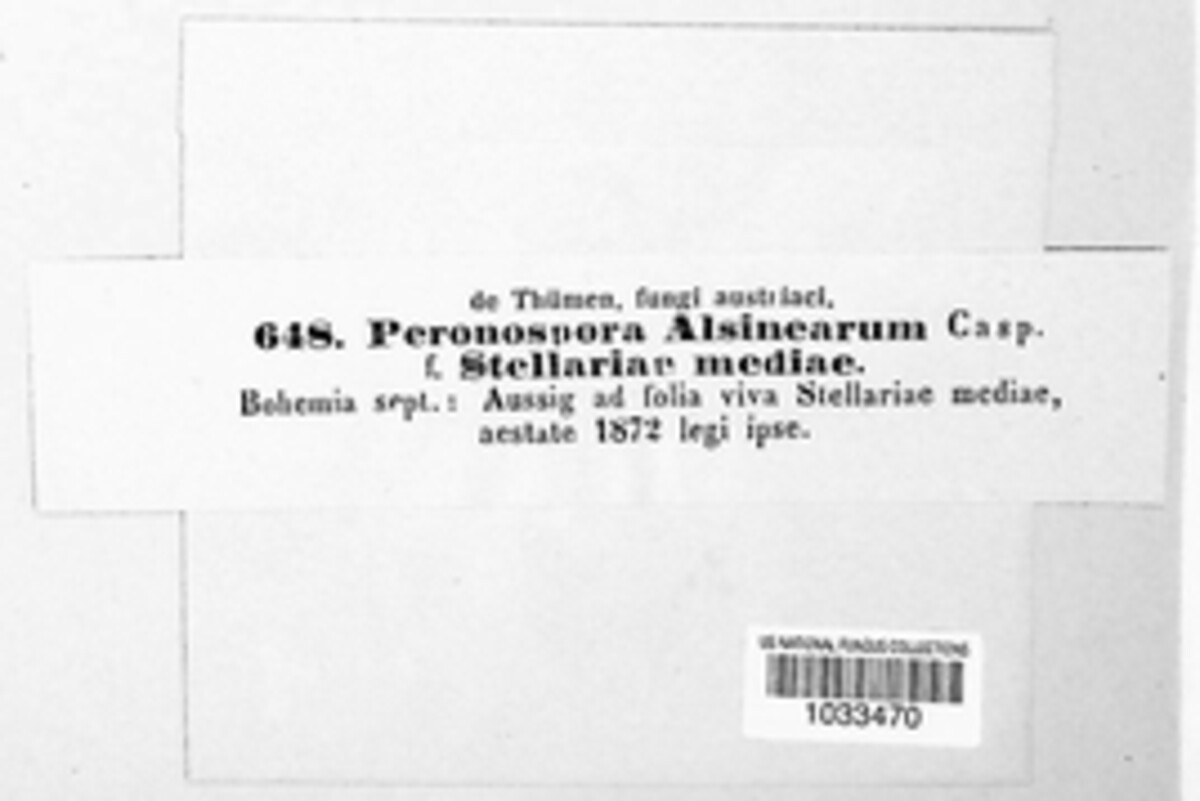 de Thümen, fungi austriaci.
648. Peronospora Alsinearum Casp.
f. Stellariae mediae.
Bohemia sept.: Aussig ad folia viva Stellariae mediae,
aestate 1872 legi ipse.
US NATIONAL FUNGUS COLLECTIONS
1033470